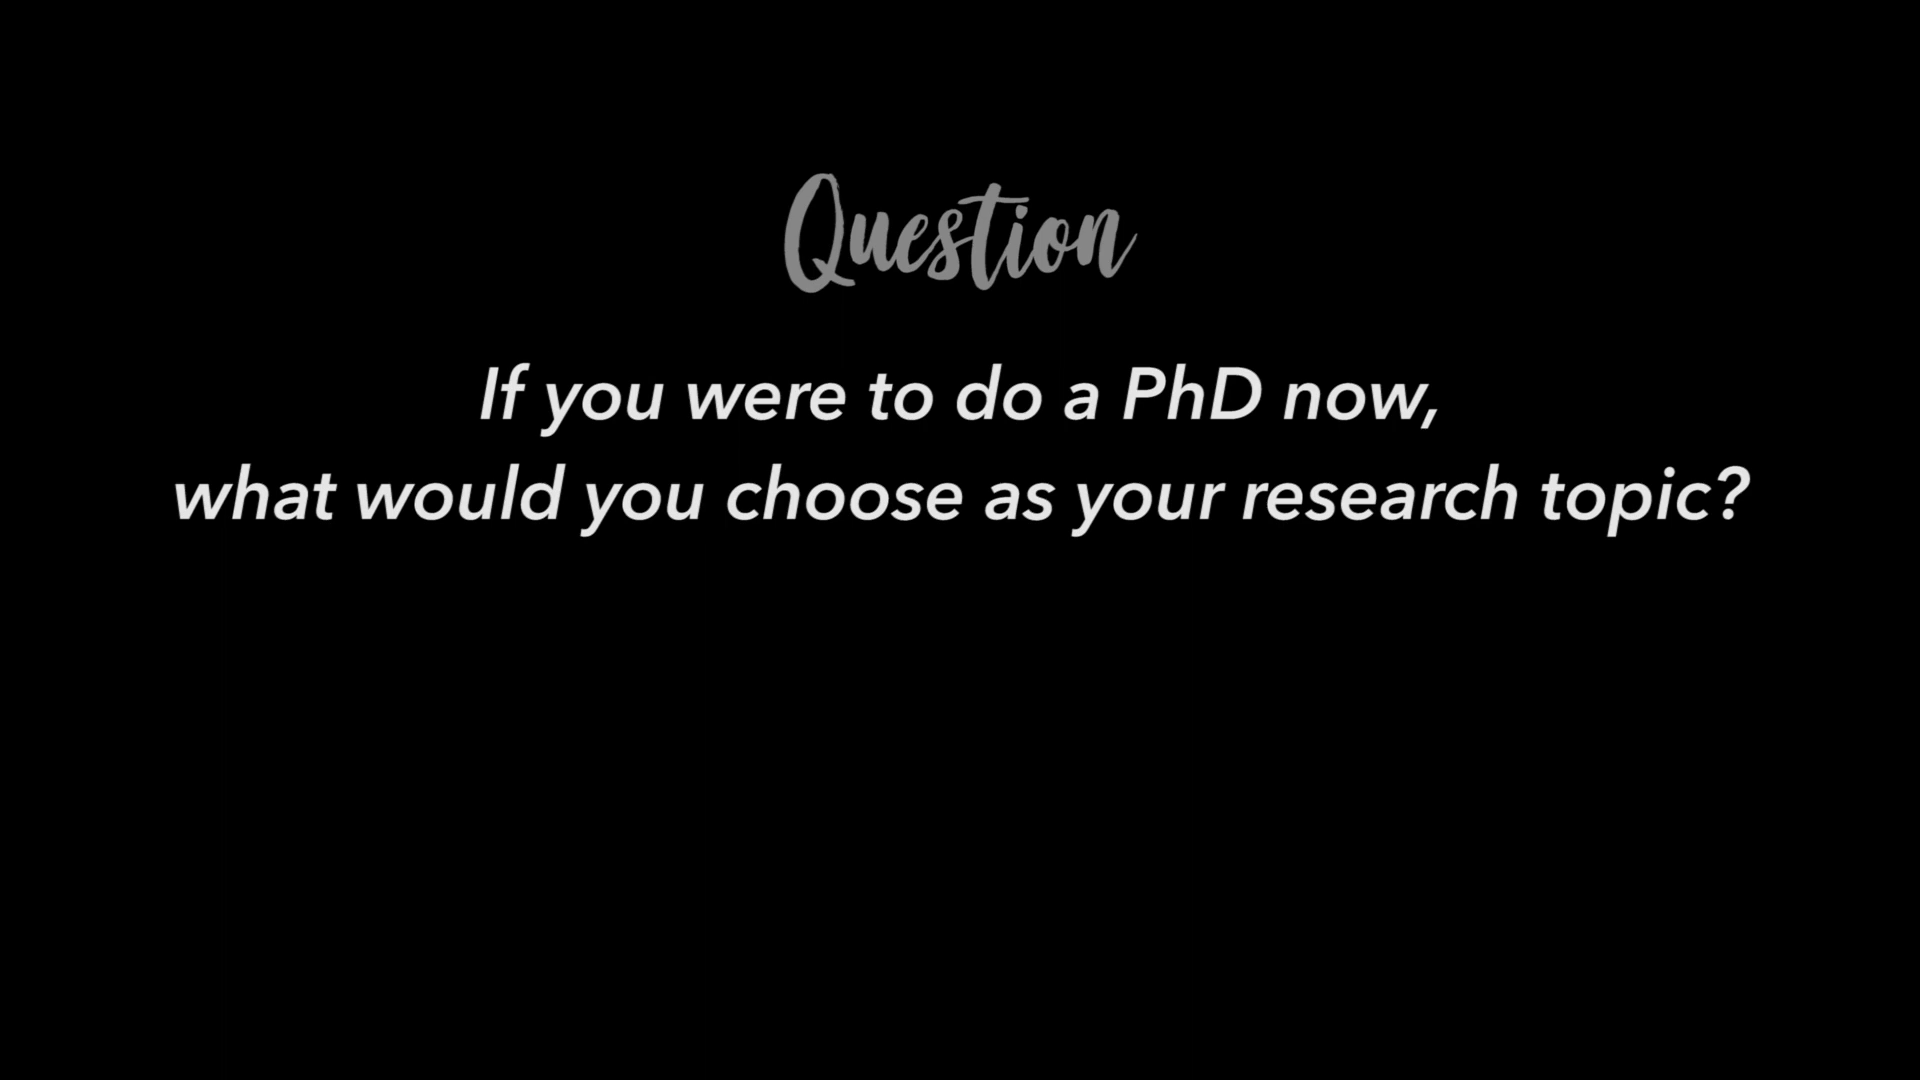 Question
If you were to do a PhD now,
what would you choose as your research topic?